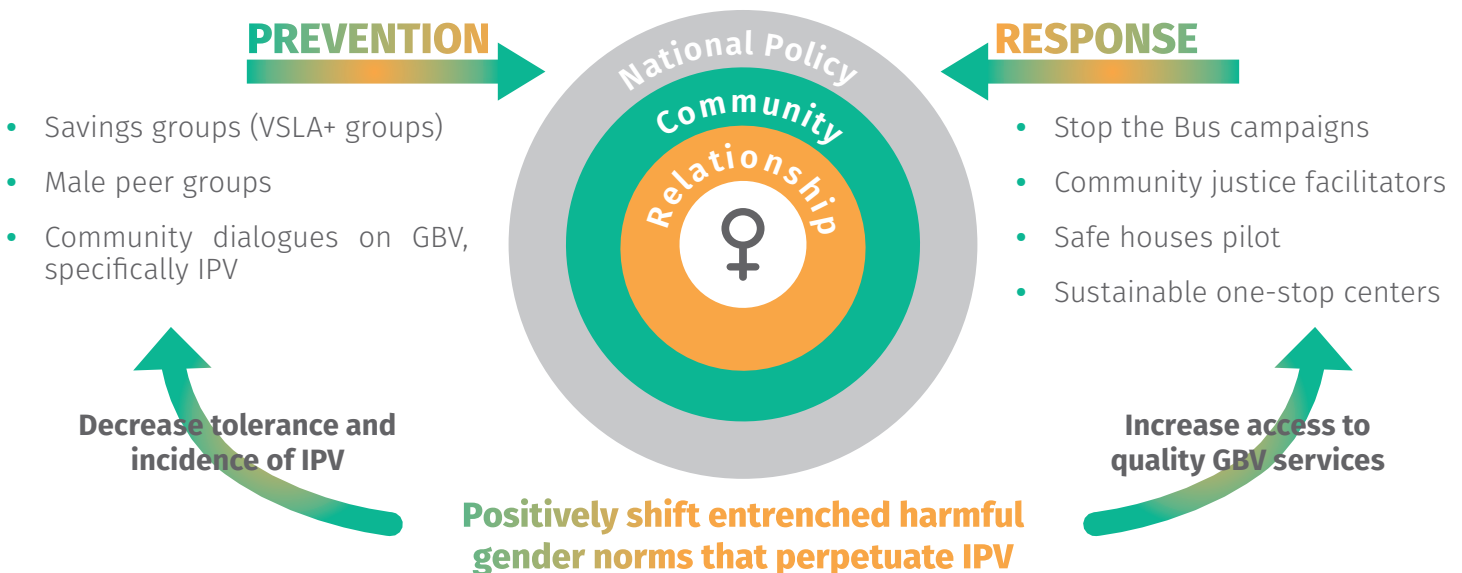 PREVENTION
• Savings groups (VSLA+ groups)
• Male peer groups
• Community dialogues on GBV,
specifically IPV
Decrease tolerance and
incidence of IPV
National Policy
Community
Relationship
RESPONSE
• Stop the Bus campaigns
• Community justice facilitators
• Safe houses pilot
• Sustainable one-stop centers
Increase access to
quality GBV services
Positively shift entrenched harmful
gender norms that perpetuate IPV